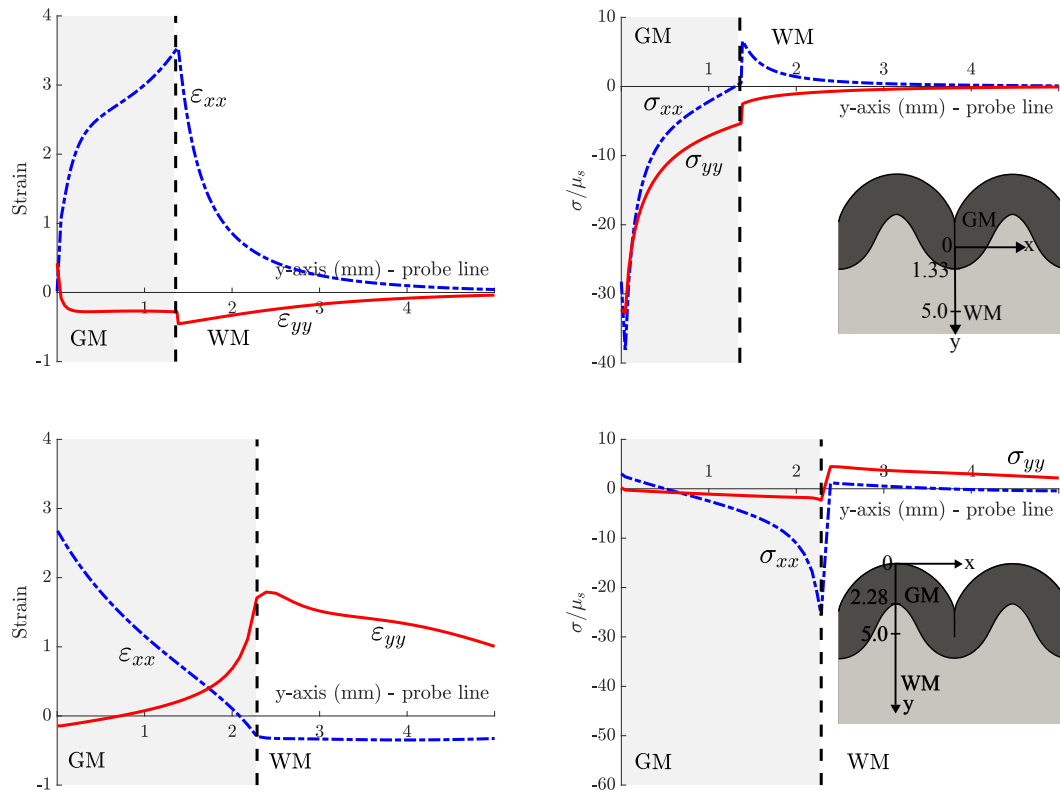 4
3
2
1
0
-1
Strain
1
2
3
4
y-axis (mm) - probe line
ε_xx
ε_yy
GM
WM
10
0
-10
-20
-30
-40
σ/μ_s
GM
WM
1
2
3
4
y-axis (mm) - probe line
σ_xx
σ_yy
GM
0
x
1.33
5.0
WM
y
4
3
2
1
0
-1
Strain
1
2
3
4
y-axis (mm) - probe line
ε_xx
ε_yy
GM
WM
10
0
-10
-20
-30
-40
-50
-60
σ/μ_s
1
2
3
4
σ_yy
y-axis (mm) - probe line
σ_xx
0
x
GM
2.28
5.0
WM
y
GM
WM